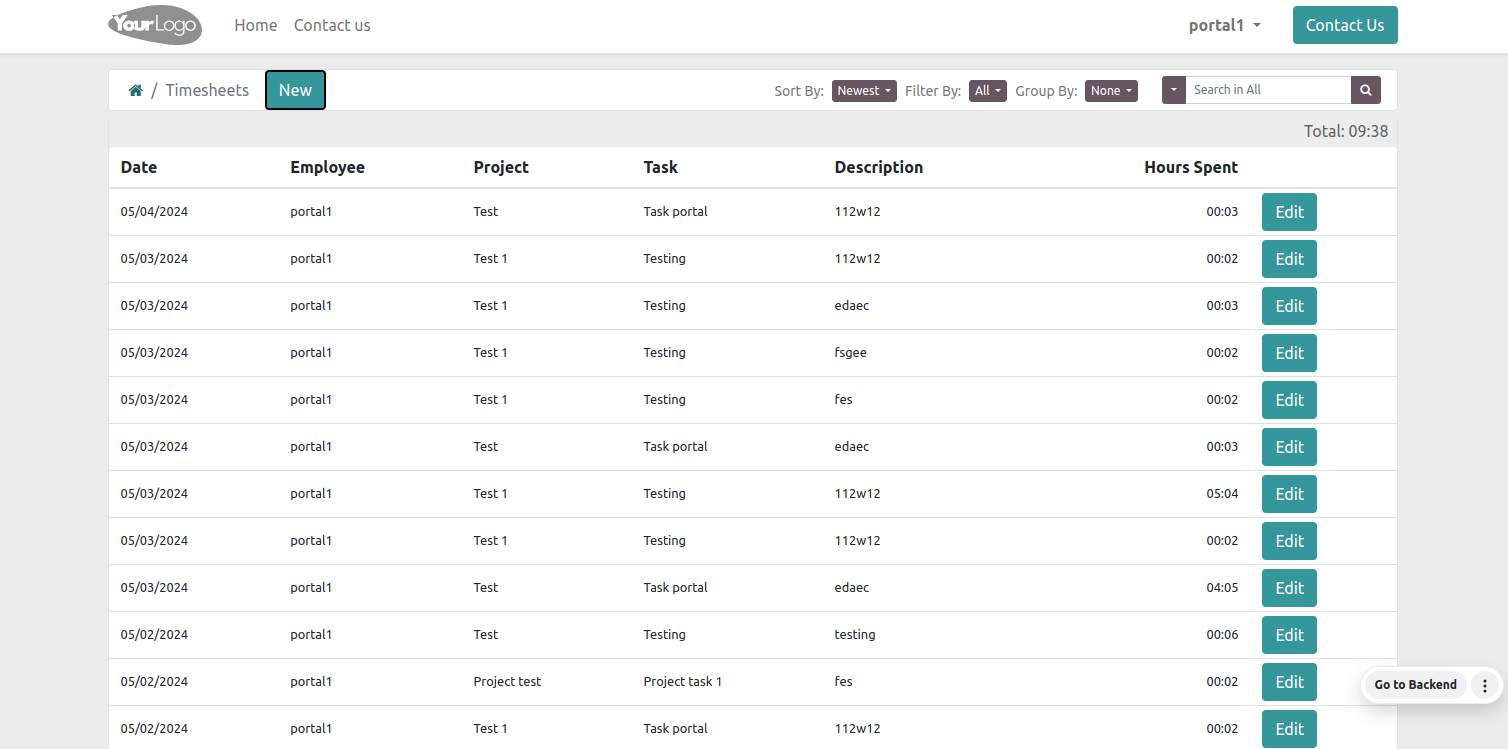 YourLogo Home Contact us portal1 Contact Us
/ Timesheets New Sort By: Newest Filter By: All Group By: None Search in All
Total: 09:38
Date Employee Project Task Description Hours Spent
05/04/2024 portal1 Test Task portal 112w12 00:03 Edit
05/03/2024 portal1 Test 1 Testing 112w12 00:02 Edit
05/03/2024 portal1 Test 1 Testing edaec 00:03 Edit
05/03/2024 portal1 Test 1 Testing fsgee 00:02 Edit
05/03/2024 portal1 Test 1 Testing fes 00:02 Edit
05/03/2024 portal1 Test Task portal edaec 00:03 Edit
05/03/2024 portal1 Test 1 Testing 112w12 05:04 Edit
05/03/2024 portal1 Test 1 Testing 112w12 00:02 Edit
05/03/2024 portal1 Test Task portal edaec 04:05 Edit
05/02/2024 portal1 Test Testing testing 00:06 Edit
05/02/2024 portal1 Project test Project task 1 fes 00:02 Edit
Go to Backend
05/02/2024 portal1 Test 1 Task portal 112w12 00:02 Edit